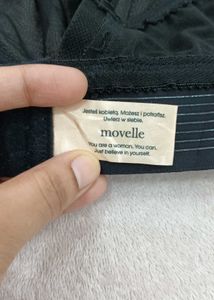 Jesteś kobietą. Możesz i potrafisz.
Uwierz w siebie.
movelle
You are a woman. You can.
Just believe in yourself.